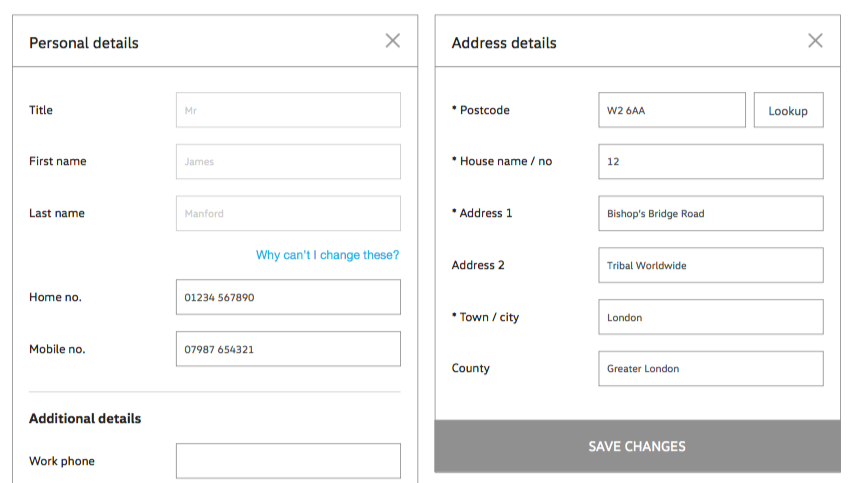 Personal details
Title
Mr
First name
James
Last name
Manford
Why can't I change these?
Home no.
01234 567890
Mobile no.
07987 654321
Additional details
Work phone
Address details
* Postcode
W2 6AA
Lookup
* House name / no
12
* Address 1
Bishop's Bridge Road
Address 2
Tribal Worldwide
* Town / city
London
County
Greater London
SAVE CHANGES